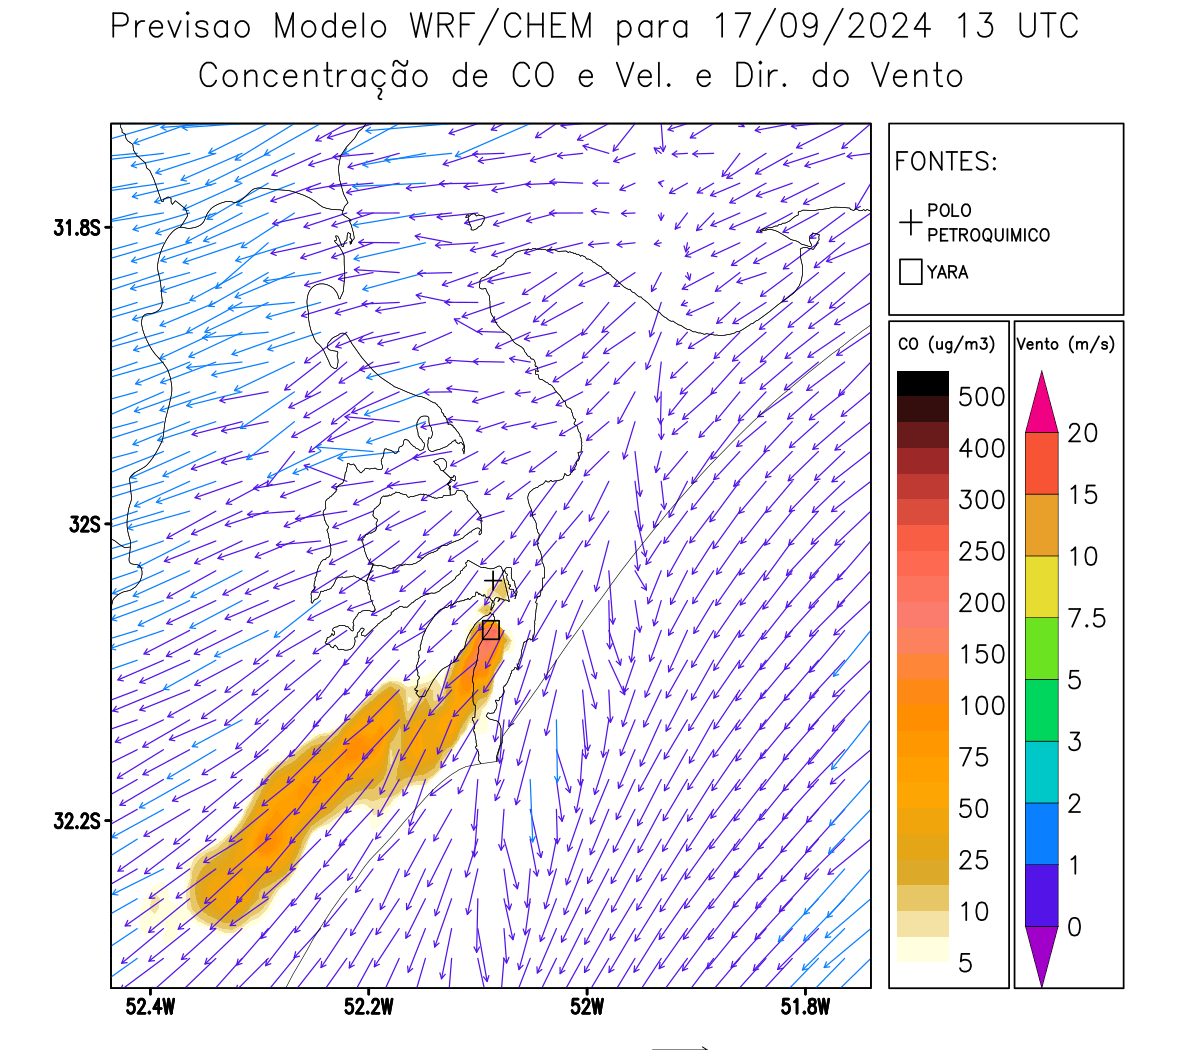 Previsao Modelo WRF/CHEM para 17/09/2024 13 UTC
Concentração de CO e Vel. e Dir. do Vento
FONTES:
POLO
PETROQUIMICO
YARA
CO (ug/m3)
500
400
300
250
200
150
100
75
50
25
10
5
Vento (m/s)
20
15
10
7.5
5
3
2
1
0
31.8S
32S
32.2S
52.4W
52.2W
52W
51.8W